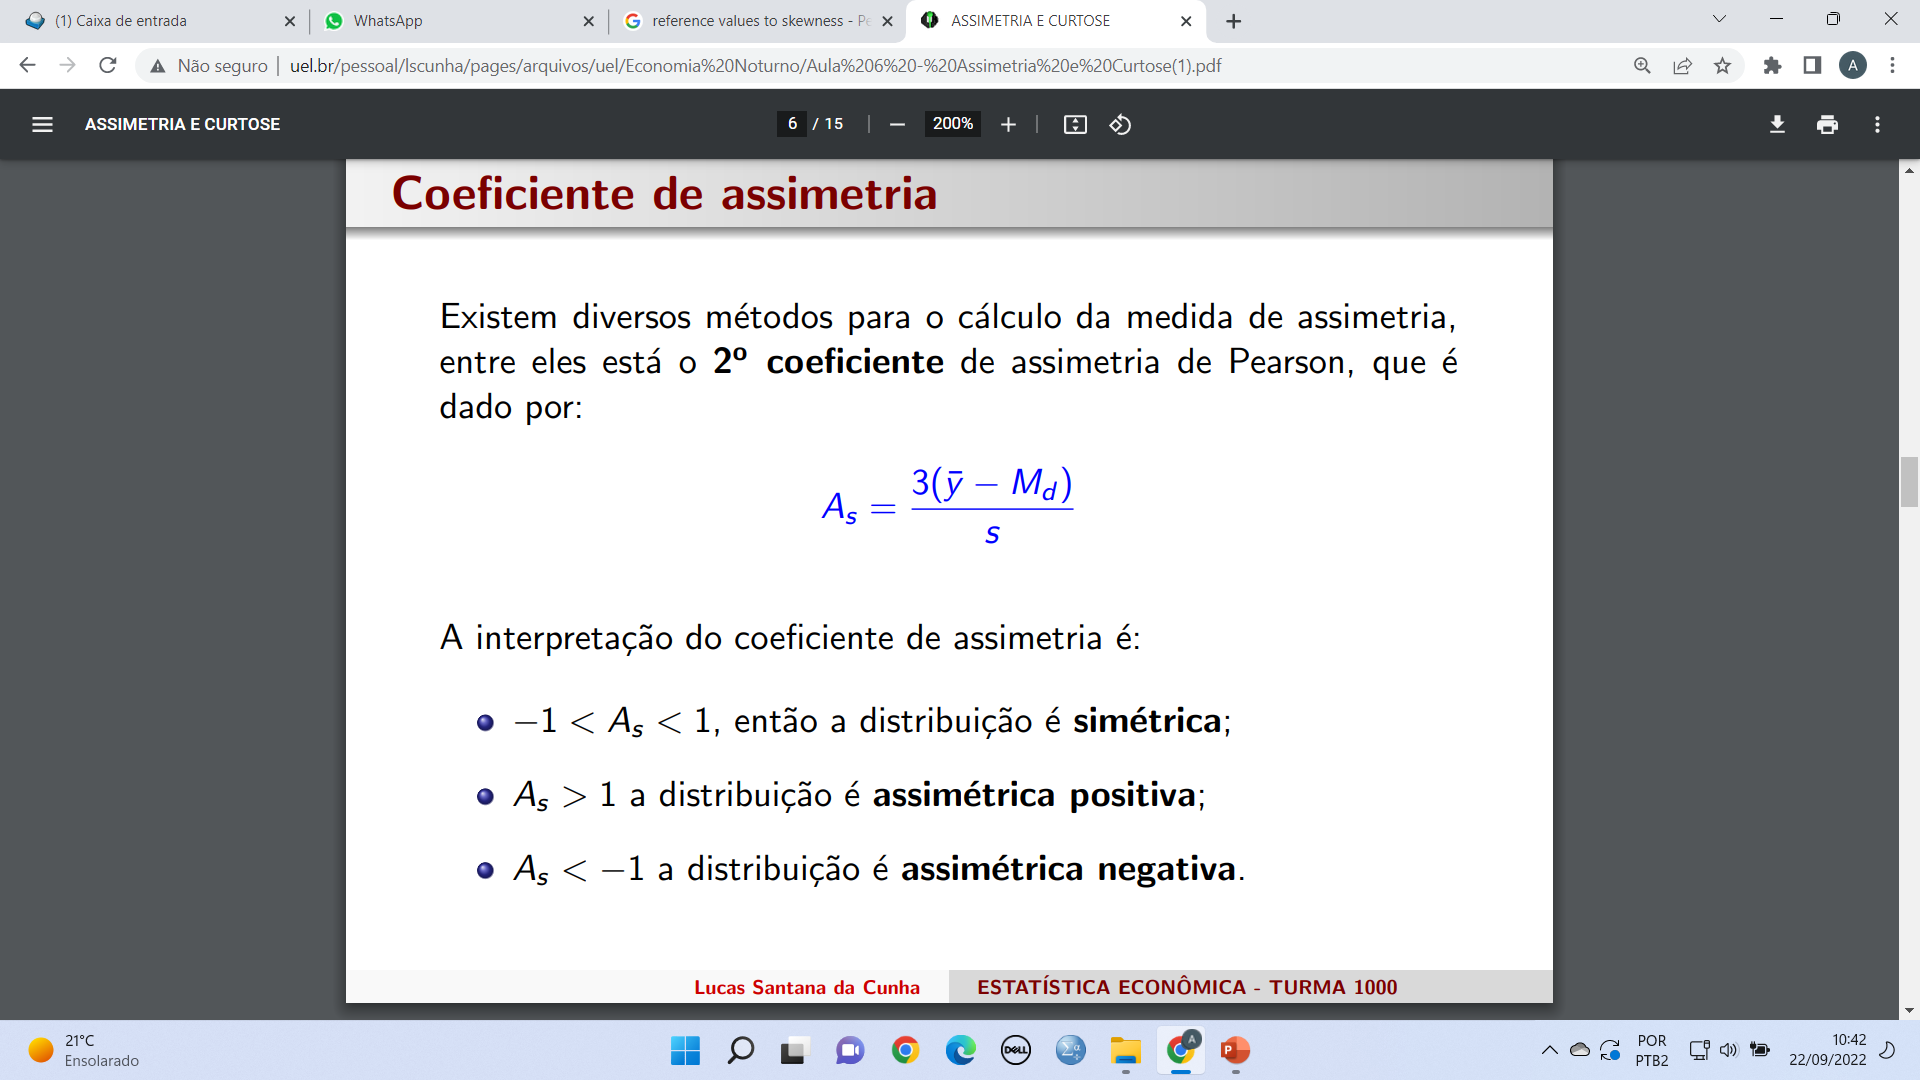 (1) Caixa de entrada
WhatsApp
reference values to skewness - Pe
ASSIMETRIA E CURTOSE
Não seguro
uel.br/pessoal/lscunha/pages/arquivos/uel/Economia%20Noturno/Aula%206%20-%20Assimetria%20e%20Curtose(1).pdf
A
ASSIMETRIA E CURTOSE
6 / 15
200%
Coeficiente de assimetria
Existem diversos métodos para o cálculo da medida de assimetria,
entre eles está o 2º coeficiente de assimetria de Pearson, que é
dado por:
A_s = 3(ȳ − M_d) / s
A interpretação do coeficiente de assimetria é:
−1 < A_s < 1, então a distribuição é simétrica;
A_s > 1 a distribuição é assimétrica positiva;
A_s < −1 a distribuição é assimétrica negativa.
Lucas Santana da Cunha
ESTATÍSTICA ECONÔMICA - TURMA 1000
21°C
Ensolarado
DELL
Σα
A
P
POR
PTB2
10:42
22/09/2022